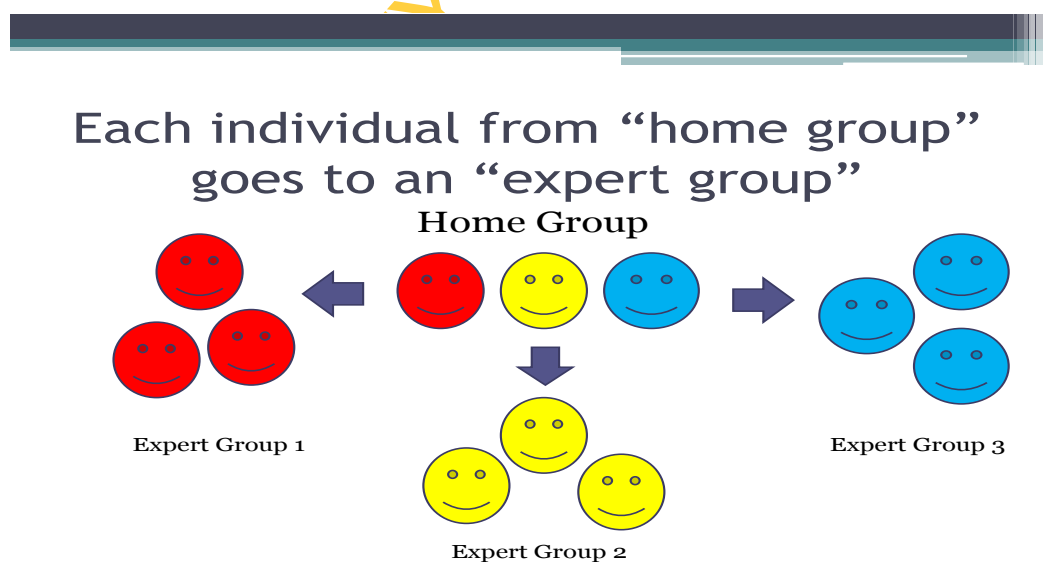 Each individual from “home group”
goes to an “expert group”
Home Group
Expert Group 1
Expert Group 3
Expert Group 2